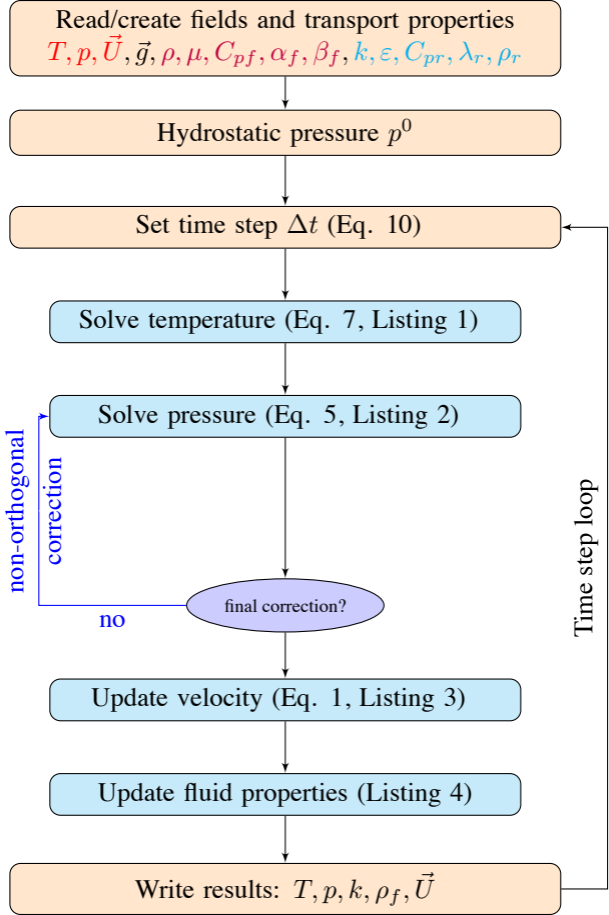 Read/create fields and transport properties
T, p, U⃗, g⃗, ρ, μ, C_pf, α_f, β_f, k, ε, C_pr, λ_r, ρ_r
Hydrostatic pressure p⁰
Set time step Δt (Eq. 10)
Solve temperature (Eq. 7, Listing 1)
Solve pressure (Eq. 5, Listing 2)
non-orthogonal
correction
final correction?
no
Update velocity (Eq. 1, Listing 3)
Update fluid properties (Listing 4)
Write results: T, p, k, ρ_f, U⃗
Time step loop